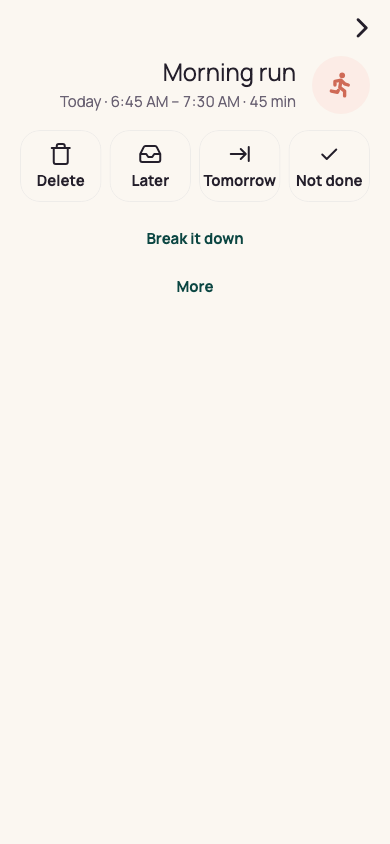 Morning run
Today · 6:45 AM – 7:30 AM · 45 min
Delete
Later
Tomorrow
Not done
Break it down
More